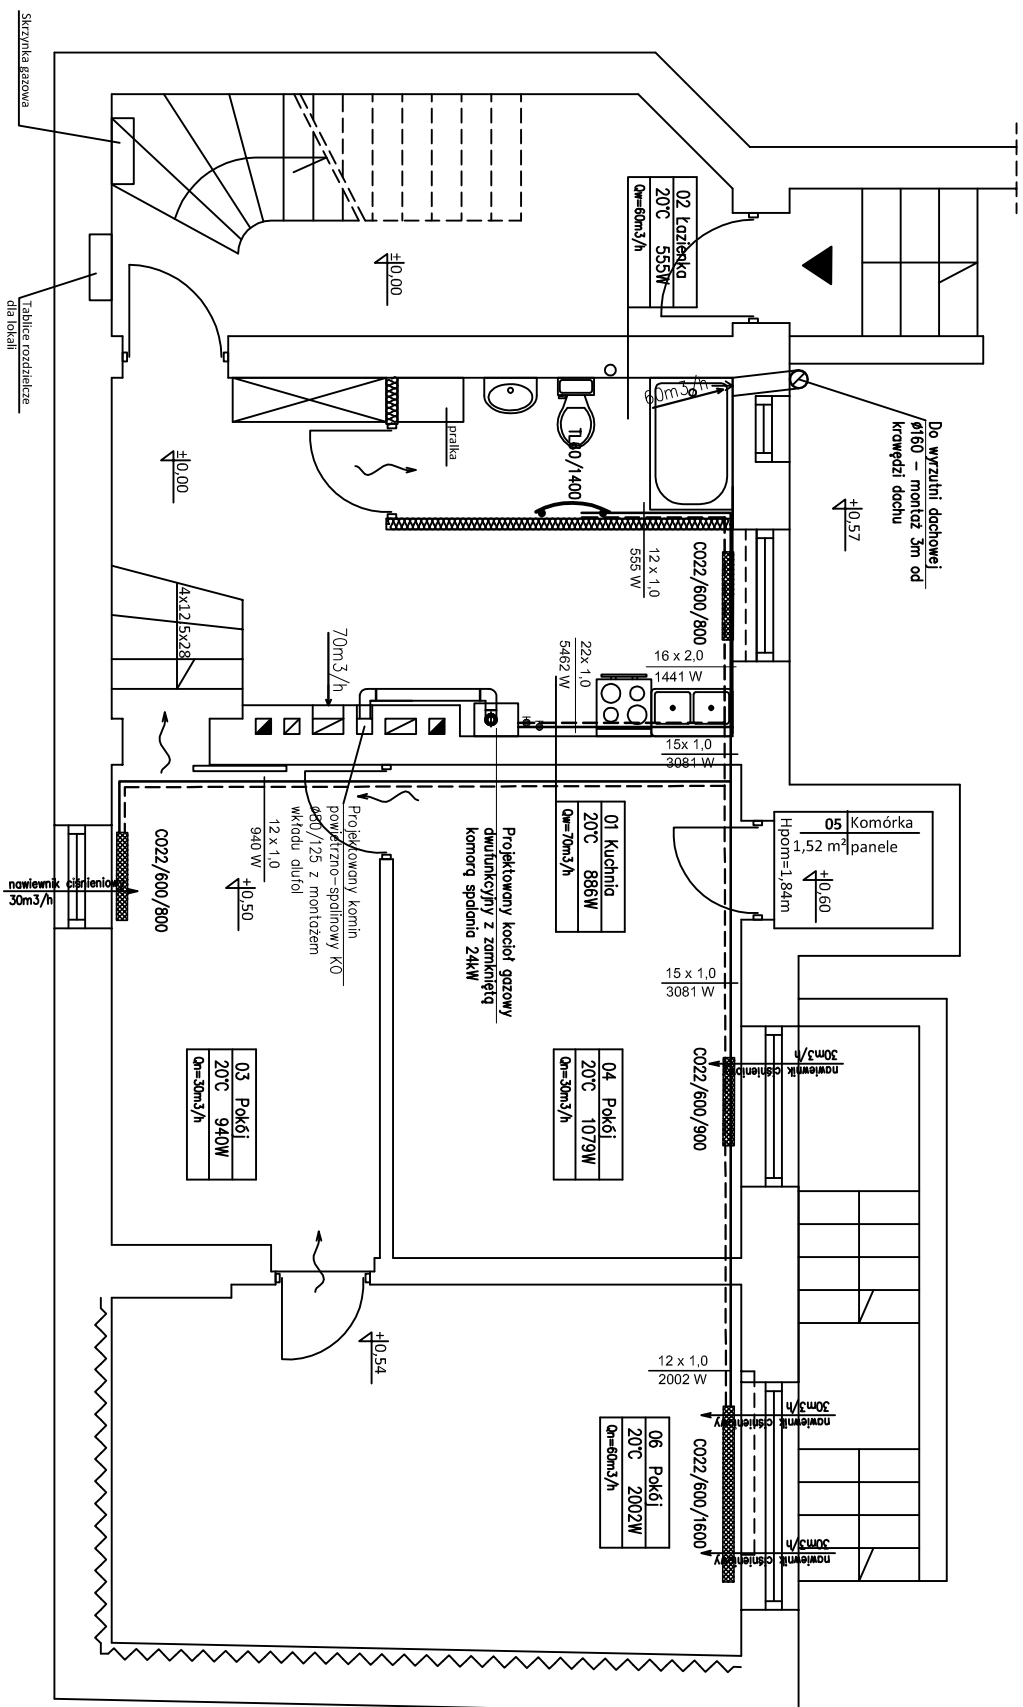 Skrzynka gazowa
Tablice rozdzielcze
dla lokali
02 Łazienka
20°C 555W
Qw=60m3/h
±0,00
±0,00
60m3/h
pralka
TL80/1400
Do wyrzutni dachowej
ø160 - montaż 3m od
krawędzi dachu
+0,57
12 x 1,0
555 W
C022/600/800
16 x 2,0
1441 W
22x 1,0
5462 W
4x12,5x28
70m3/h
15x 1,0
3081 W
01 Kuchnia
20°C 886W
Qw=70m3/h
05 Komórka
1,52 m² panele
Hpom=1,84m
+0,60
Projektowany kocioł gazowy
dwufunkcyjny z zamkniętą
komorą spalania 24kW
Projektowany komin
powietrzno-spalinowy KO
ø80/125 z montażem
wkładu alufol
12 x 1,0
940 W
C022/600/800
+0,50
nawiewnik ciśnieniowy
30m3/h
15 x 1,0
3081 W
C022/600/900
nawiewnik ciśnieniowy
30m3/h
04 Pokój
20°C 1079W
Qn=30m3/h
03 Pokój
20°C 940W
Qn=30m3/h
+0,54
12 x 1,0
2002 W
06 Pokój
20°C 2002W
Qn=60m3/h
C022/600/1600
nawiewnik ciśnieniowy
30m3/h
nawiewnik ciśnieniowy
30m3/h